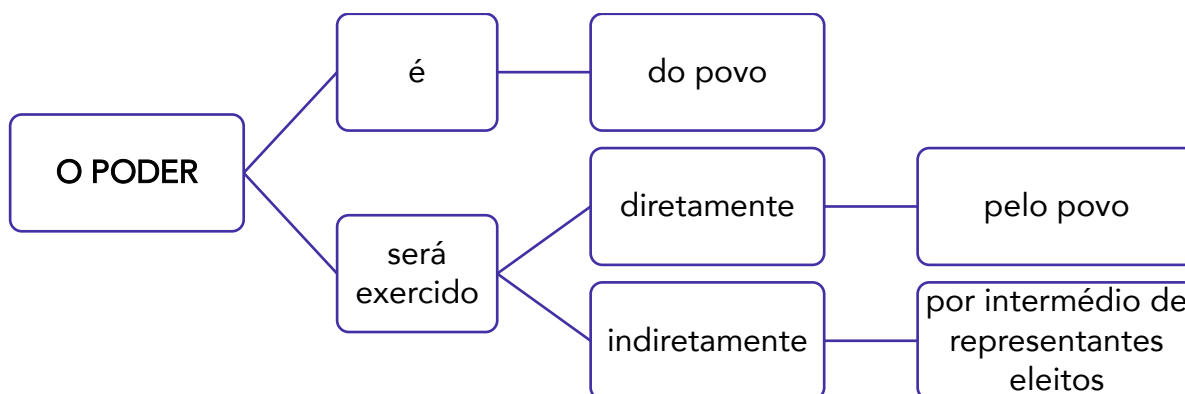 O PODER
é
do povo
será
exercido
diretamente
pelo povo
indiretamente
por intermédio de
representantes
eleitos